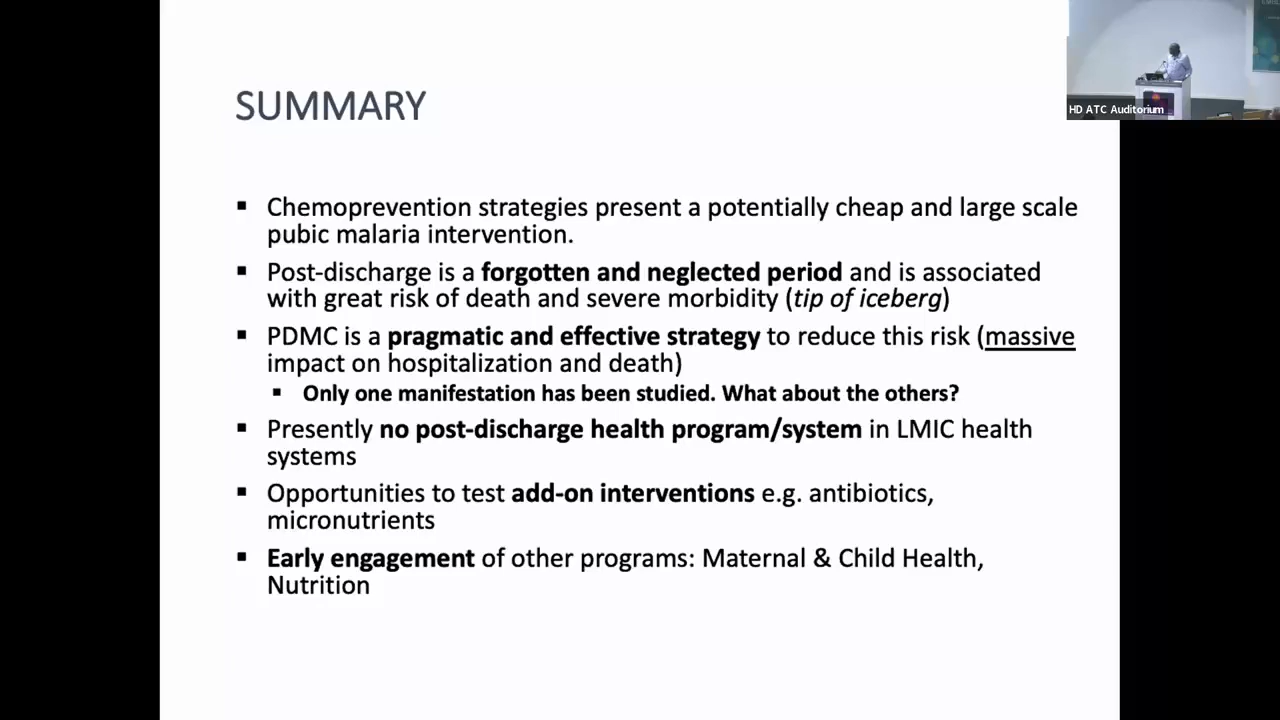 HD ATC Auditorium
SUMMARY
▪ Chemoprevention strategies present a potentially cheap and large scale
pubic malaria intervention.
▪ Post-discharge is a forgotten and neglected period and is associated
with great risk of death and severe morbidity (tip of iceberg)
▪ PDMC is a pragmatic and effective strategy to reduce this risk (massive
impact on hospitalization and death)
▪ Only one manifestation has been studied. What about the others?
▪ Presently no post-discharge health program/system in LMIC health
systems
▪ Opportunities to test add-on interventions e.g. antibiotics,
micronutrients
▪ Early engagement of other programs: Maternal & Child Health,
Nutrition